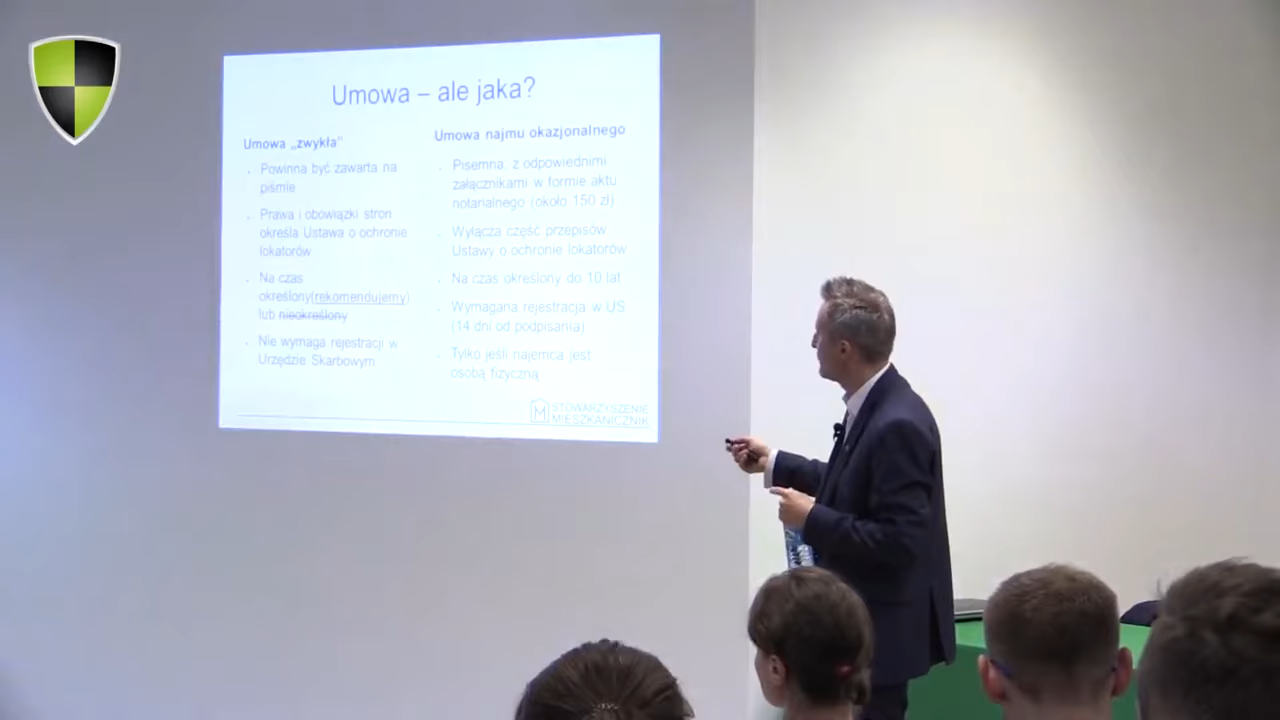 Umowa – ale jaka?
Umowa „zwykła”
Powinna być zawarta na
piśmie
Prawa i obowiązki stron
określa Ustawa o ochronie
lokatorów
Na czas
określony(rekomendujemy)
lub nieokreślony
Nie wymaga rejestracji w
Urzędzie Skarbowym
Umowa najmu okazjonalnego
Pisemna, z odpowiednimi
załącznikami w formie aktu
notarialnego (około 150 zł)
Wyłącza część przepisów
Ustawy o ochronie lokatorów
Na czas określony do 10 lat
Wymagana rejestracja w US
(14 dni od podpisania)
Tylko jeśli najemca jest
osobą fizyczną
M STOWARZYSZENIE
MIESZKANICZNIK